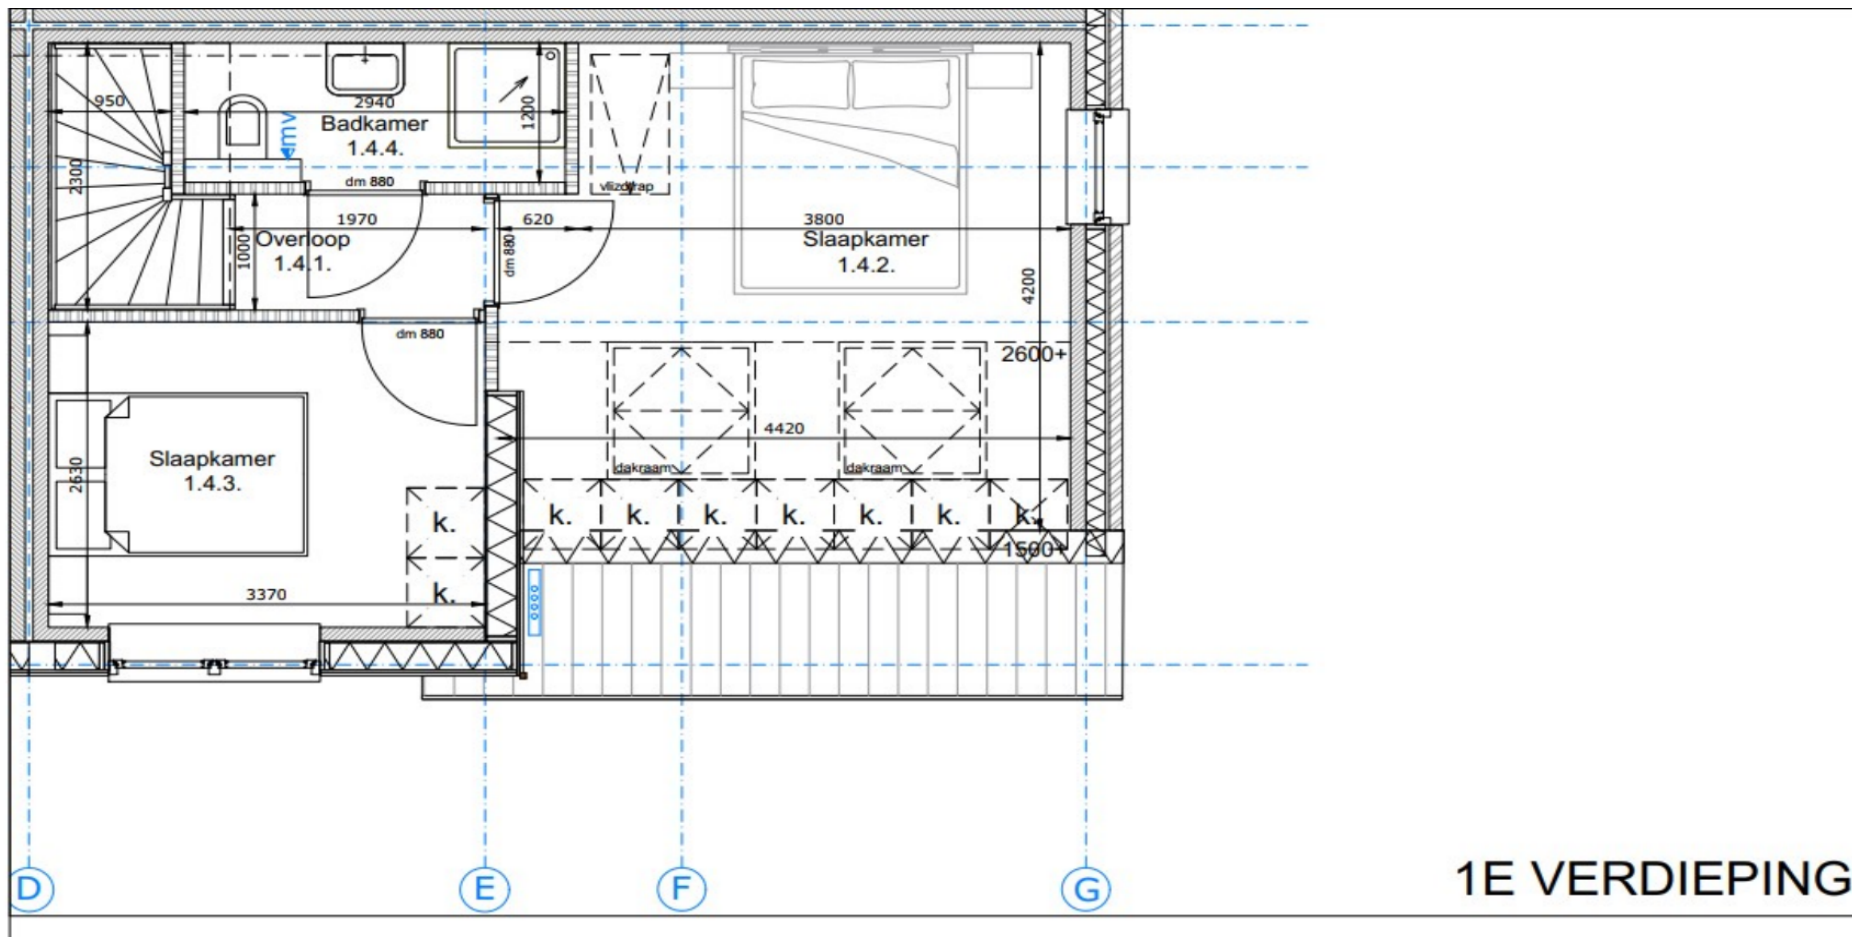 950
2940
Badkamer
1.4.4.
1200
mv
2300
dm 880
vlizotrap
1970
620
3800
Overloop
1.4.1.
1000
dm 880
Slaapkamer
1.4.2.
4200
dm 880
2600+
4420
dakraam
dakraam
Slaapkamer
1.4.3.
2630
k.
k.
k.
k.
k.
k.
k.
k.
k.
1500+
3370
D
E
F
G
1E VERDIEPING